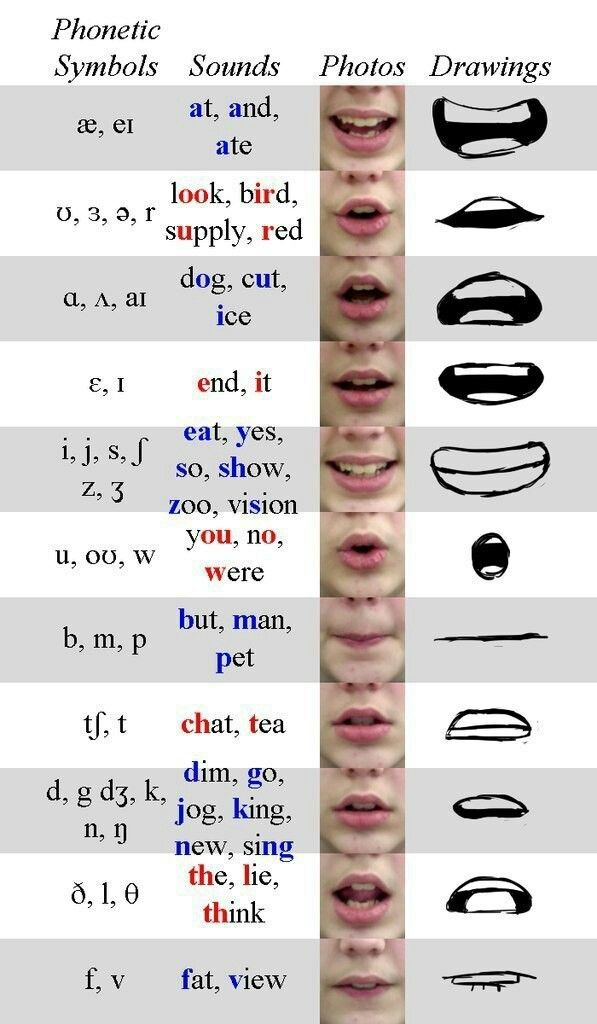 Phonetic
Symbols Sounds Photos Drawings
æ, eɪ
at, and,
ate
ʊ, ɜ, ə, r
look, bird,
supply, red
ɑ, ʌ, aɪ
dog, cut,
ice
ɛ, ɪ
end, it
i, j, s, ʃ
z, ʒ
eat, yes,
so, show,
zoo, vision
u, oʊ, w
you, no,
were
b, m, p
but, man,
pet
tʃ, t
chat, tea
d, g dʒ, k,
n, ŋ
dim, go,
jog, king,
new, sing
ð, l, θ
the, lie,
think
f, v
fat, view